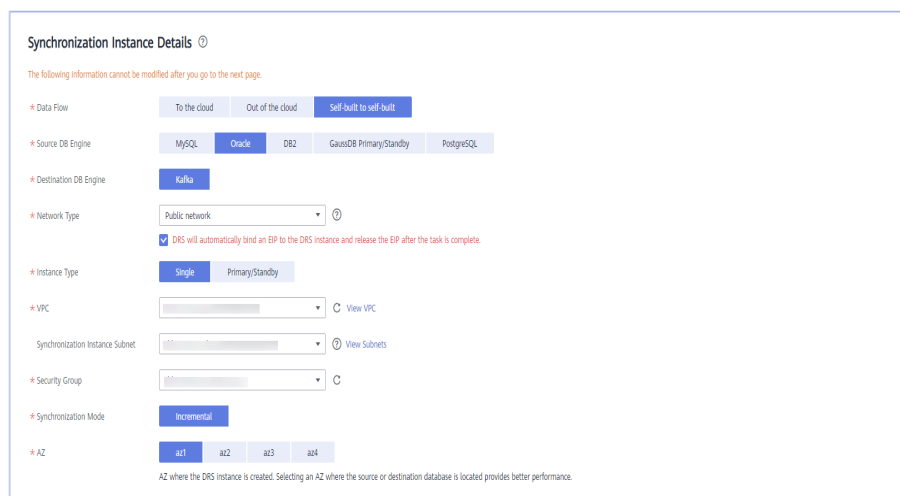 Synchronization Instance Details ?
The following information cannot be modified after you go to the next page.
* Data Flow To the cloud Out of the cloud Self-built to self-built
* Source DB Engine MySQL Oracle DB2 GaussDB Primary/Standby PostgreSQL
* Destination DB Engine Kafka
* Network Type Public network ?
DRS will automatically bind an EIP to the DRS instance and release the EIP after the task is complete.
* Instance Type Single Primary/Standby
* VPC View VPC
Synchronization Instance Subnet ? View Subnets
* Security Group
* Synchronization Mode Incremental
* AZ az1 az2 az3 az4
AZ where the DRS instance is created. Selecting an AZ where the source or destination database is located provides better performance.